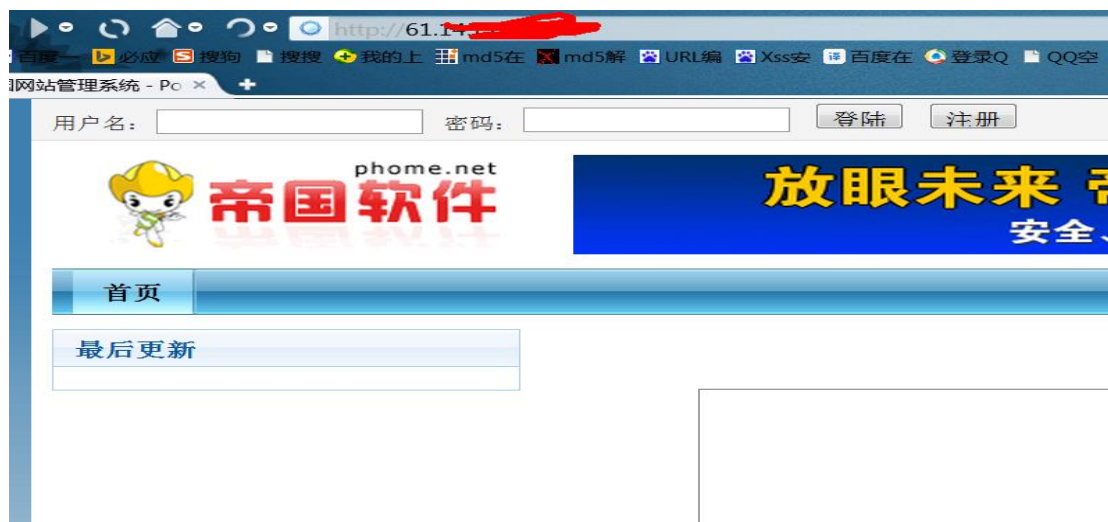 http://61.14
百度一 必应 搜狗 搜搜 我的上 md5在 md5解 URL编 Xss安 百度在 登录Q QQ空
国网站管理系统 - Po × +
用户名: 密码: 登陆 注册
phome.net
帝国软件
放眼未来
安全、
首页
最后更新